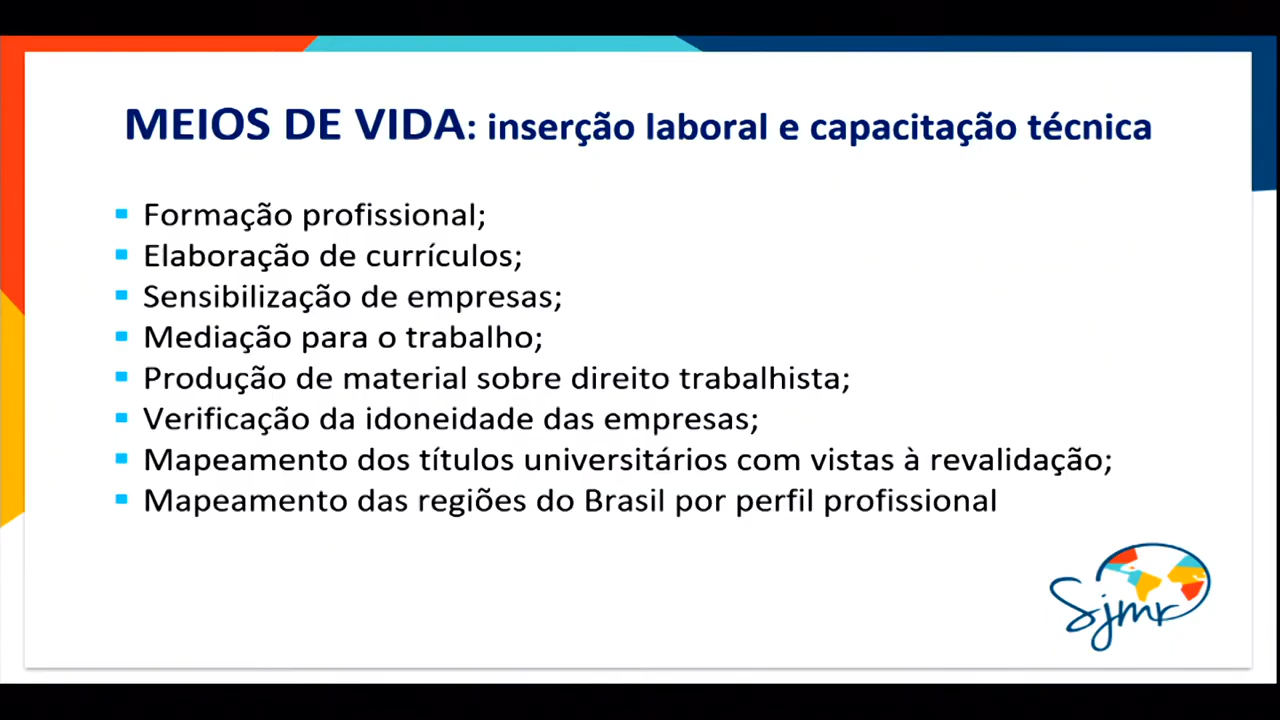 MEIOS DE VIDA: inserção laboral e capacitação técnica
Formação profissional;
Elaboração de currículos;
Sensibilização de empresas;
Mediação para o trabalho;
Produção de material sobre direito trabalhista;
Verificação da idoneidade das empresas;
Mapeamento dos títulos universitários com vistas à revalidação;
Mapeamento das regiões do Brasil por perfil profissional
Sjmr